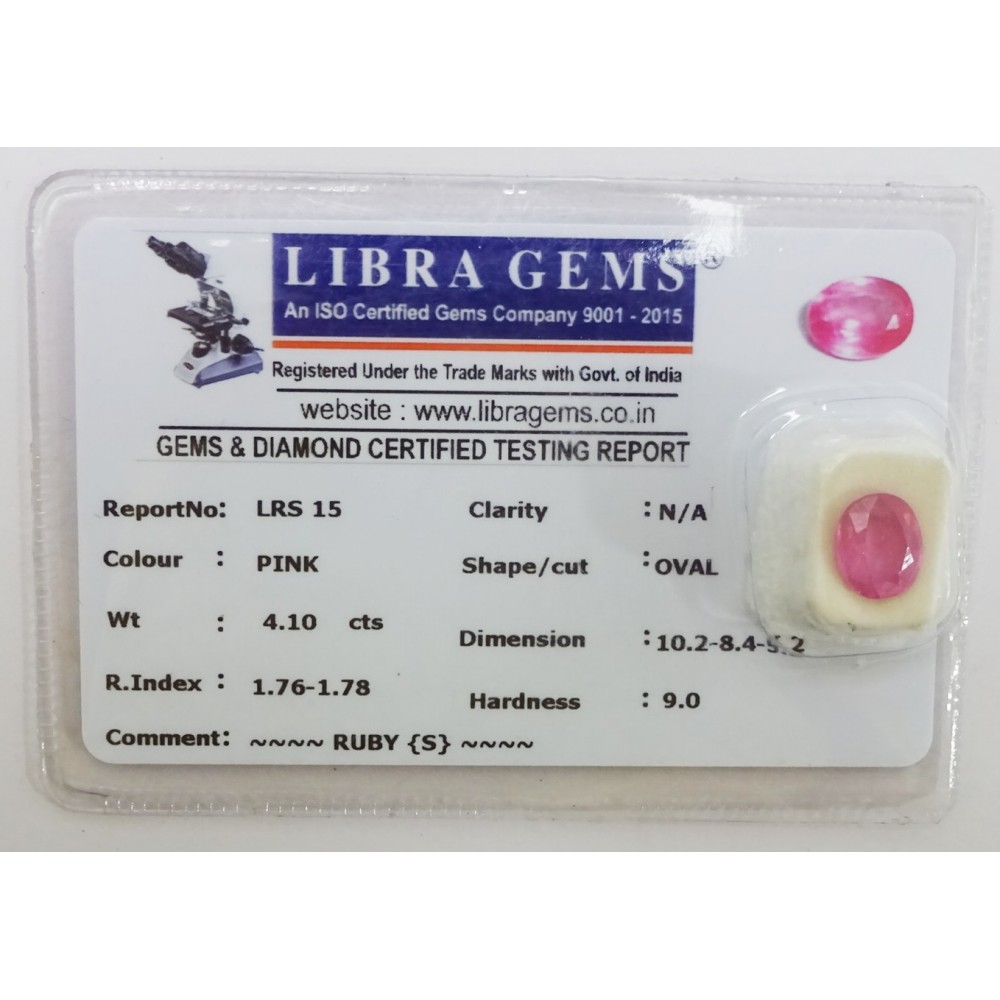 LIBRA GEMS®
An ISO Certified Gems Company 9001 - 2015
Registered Under the Trade Marks with Govt. of India
website : www.libragems.co.in
GEMS & DIAMOND CERTIFIED TESTING REPORT
ReportNo: LRS 15
Clarity : N/A
Colour : PINK
Shape/cut : OVAL
Wt : 4.10 cts
Dimension : 10.2-8.4-5.2
R.Index : 1.76-1.78
Hardness : 9.0
Comment: ~~~~ RUBY {S} ~~~~